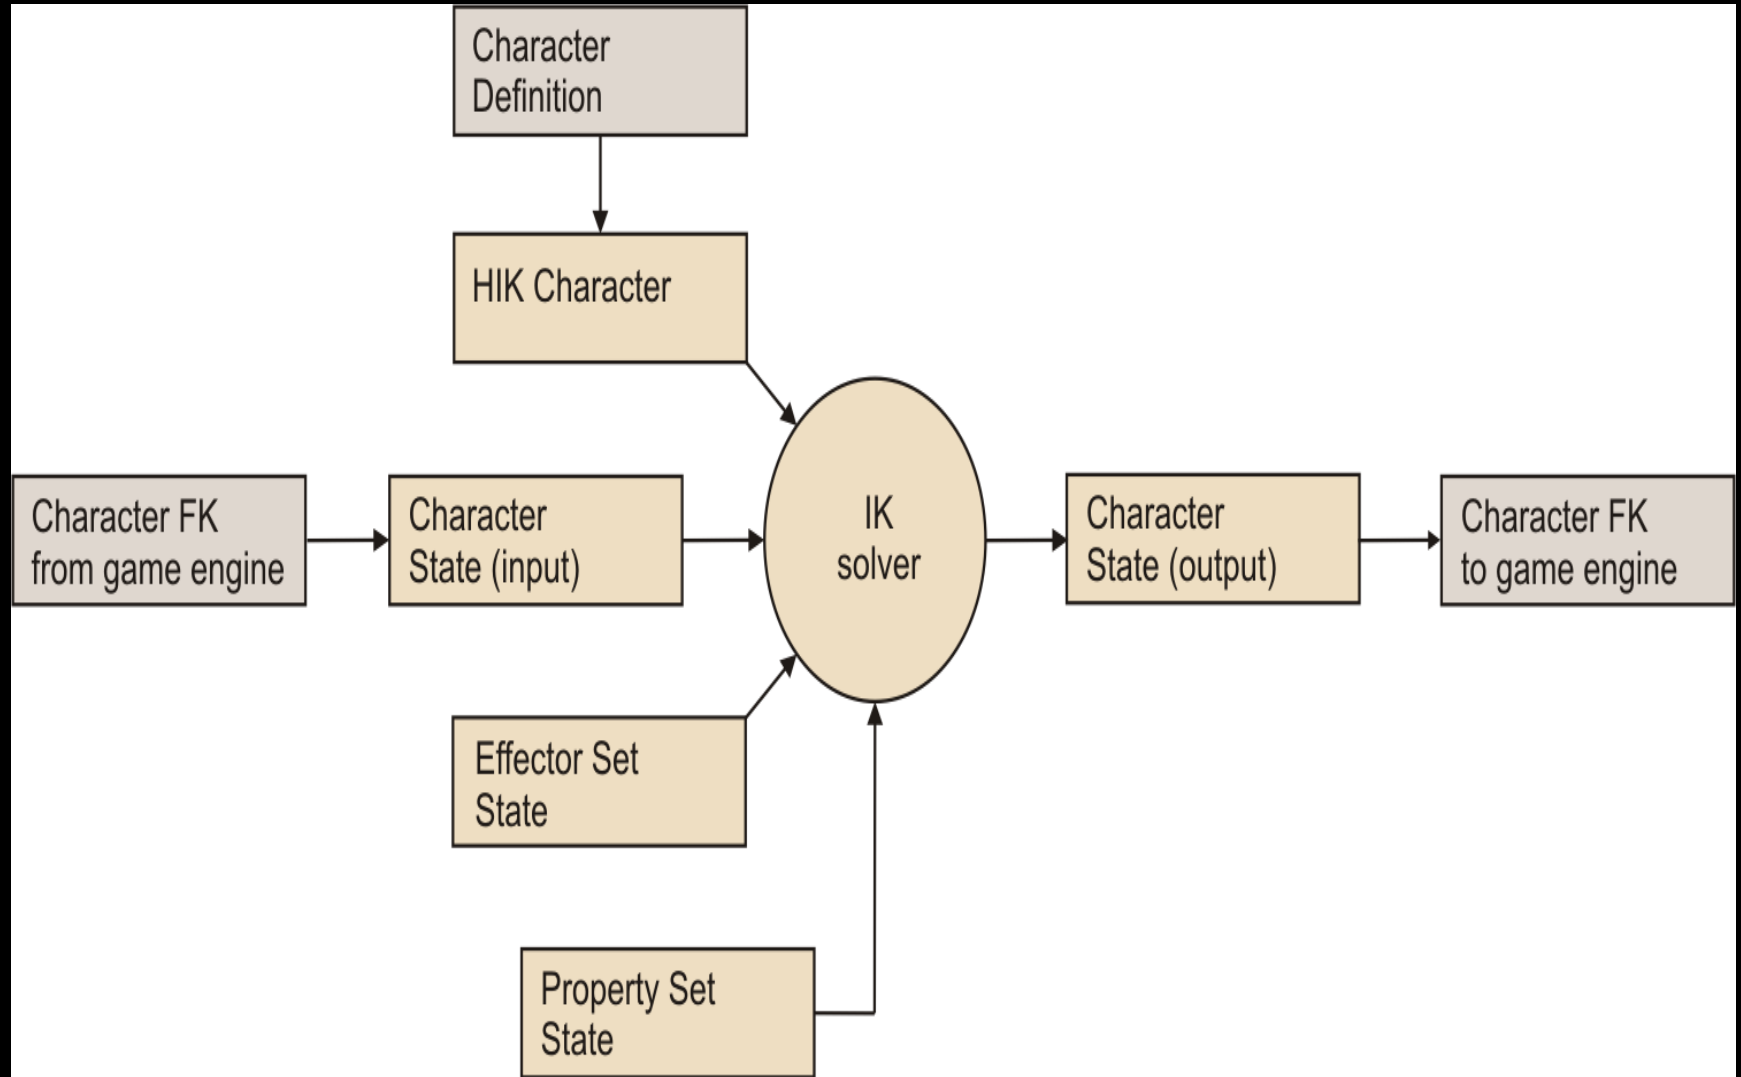 Character
Definition
HIK Character
Character FK
from game engine
Character
State (input)
IK
solver
Character
State (output)
Character FK
to game engine
Effector Set
State
Property Set
State